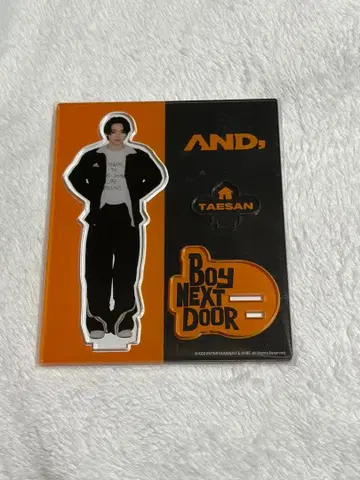 AND,
TAESAN
BOY
NEXT
DOOR